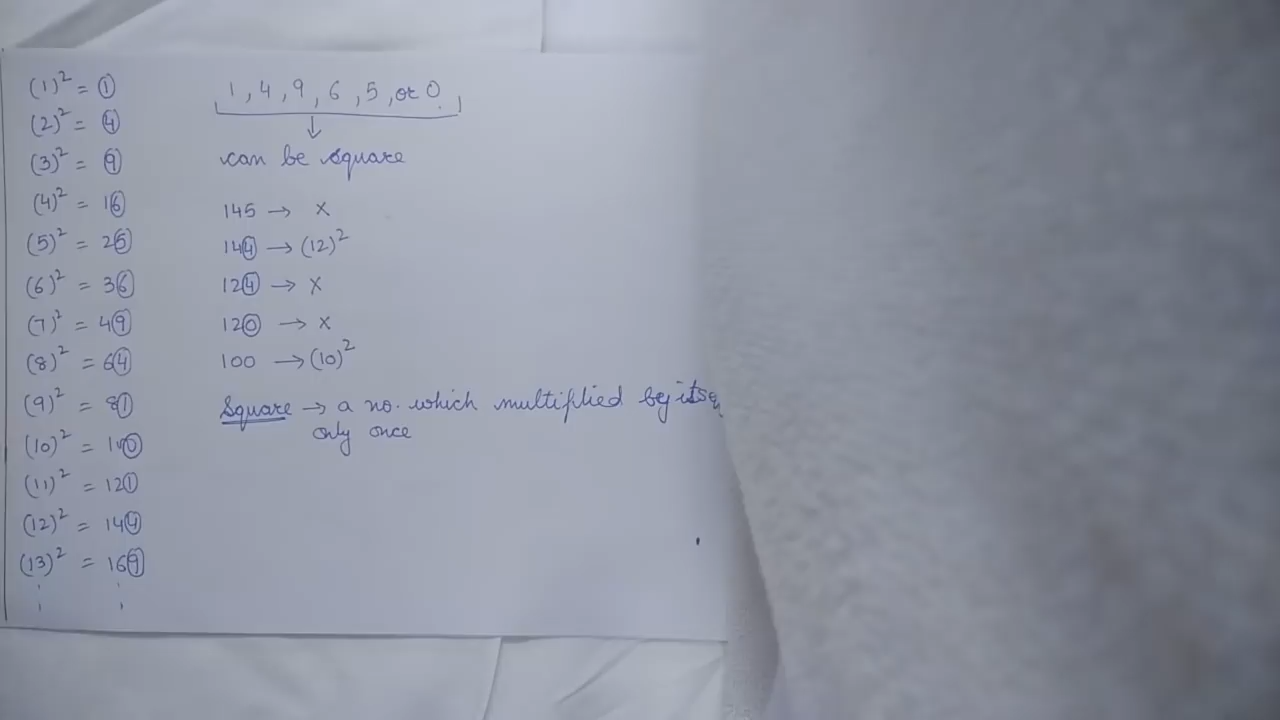 (1)² = 1
(2)² = 4
(3)² = 9
(4)² = 16
(5)² = 25
(6)² = 36
(7)² = 49
(8)² = 64
(9)² = 81
(10)² = 100
(11)² = 121
(12)² = 144
(13)² = 169
1, 4, 9, 6, 5, or 0
↓
can be square
145 → x
144 → (12)²
124 → x
120 → x
100 → (10)²
Square → a no. which multiplied by
only once